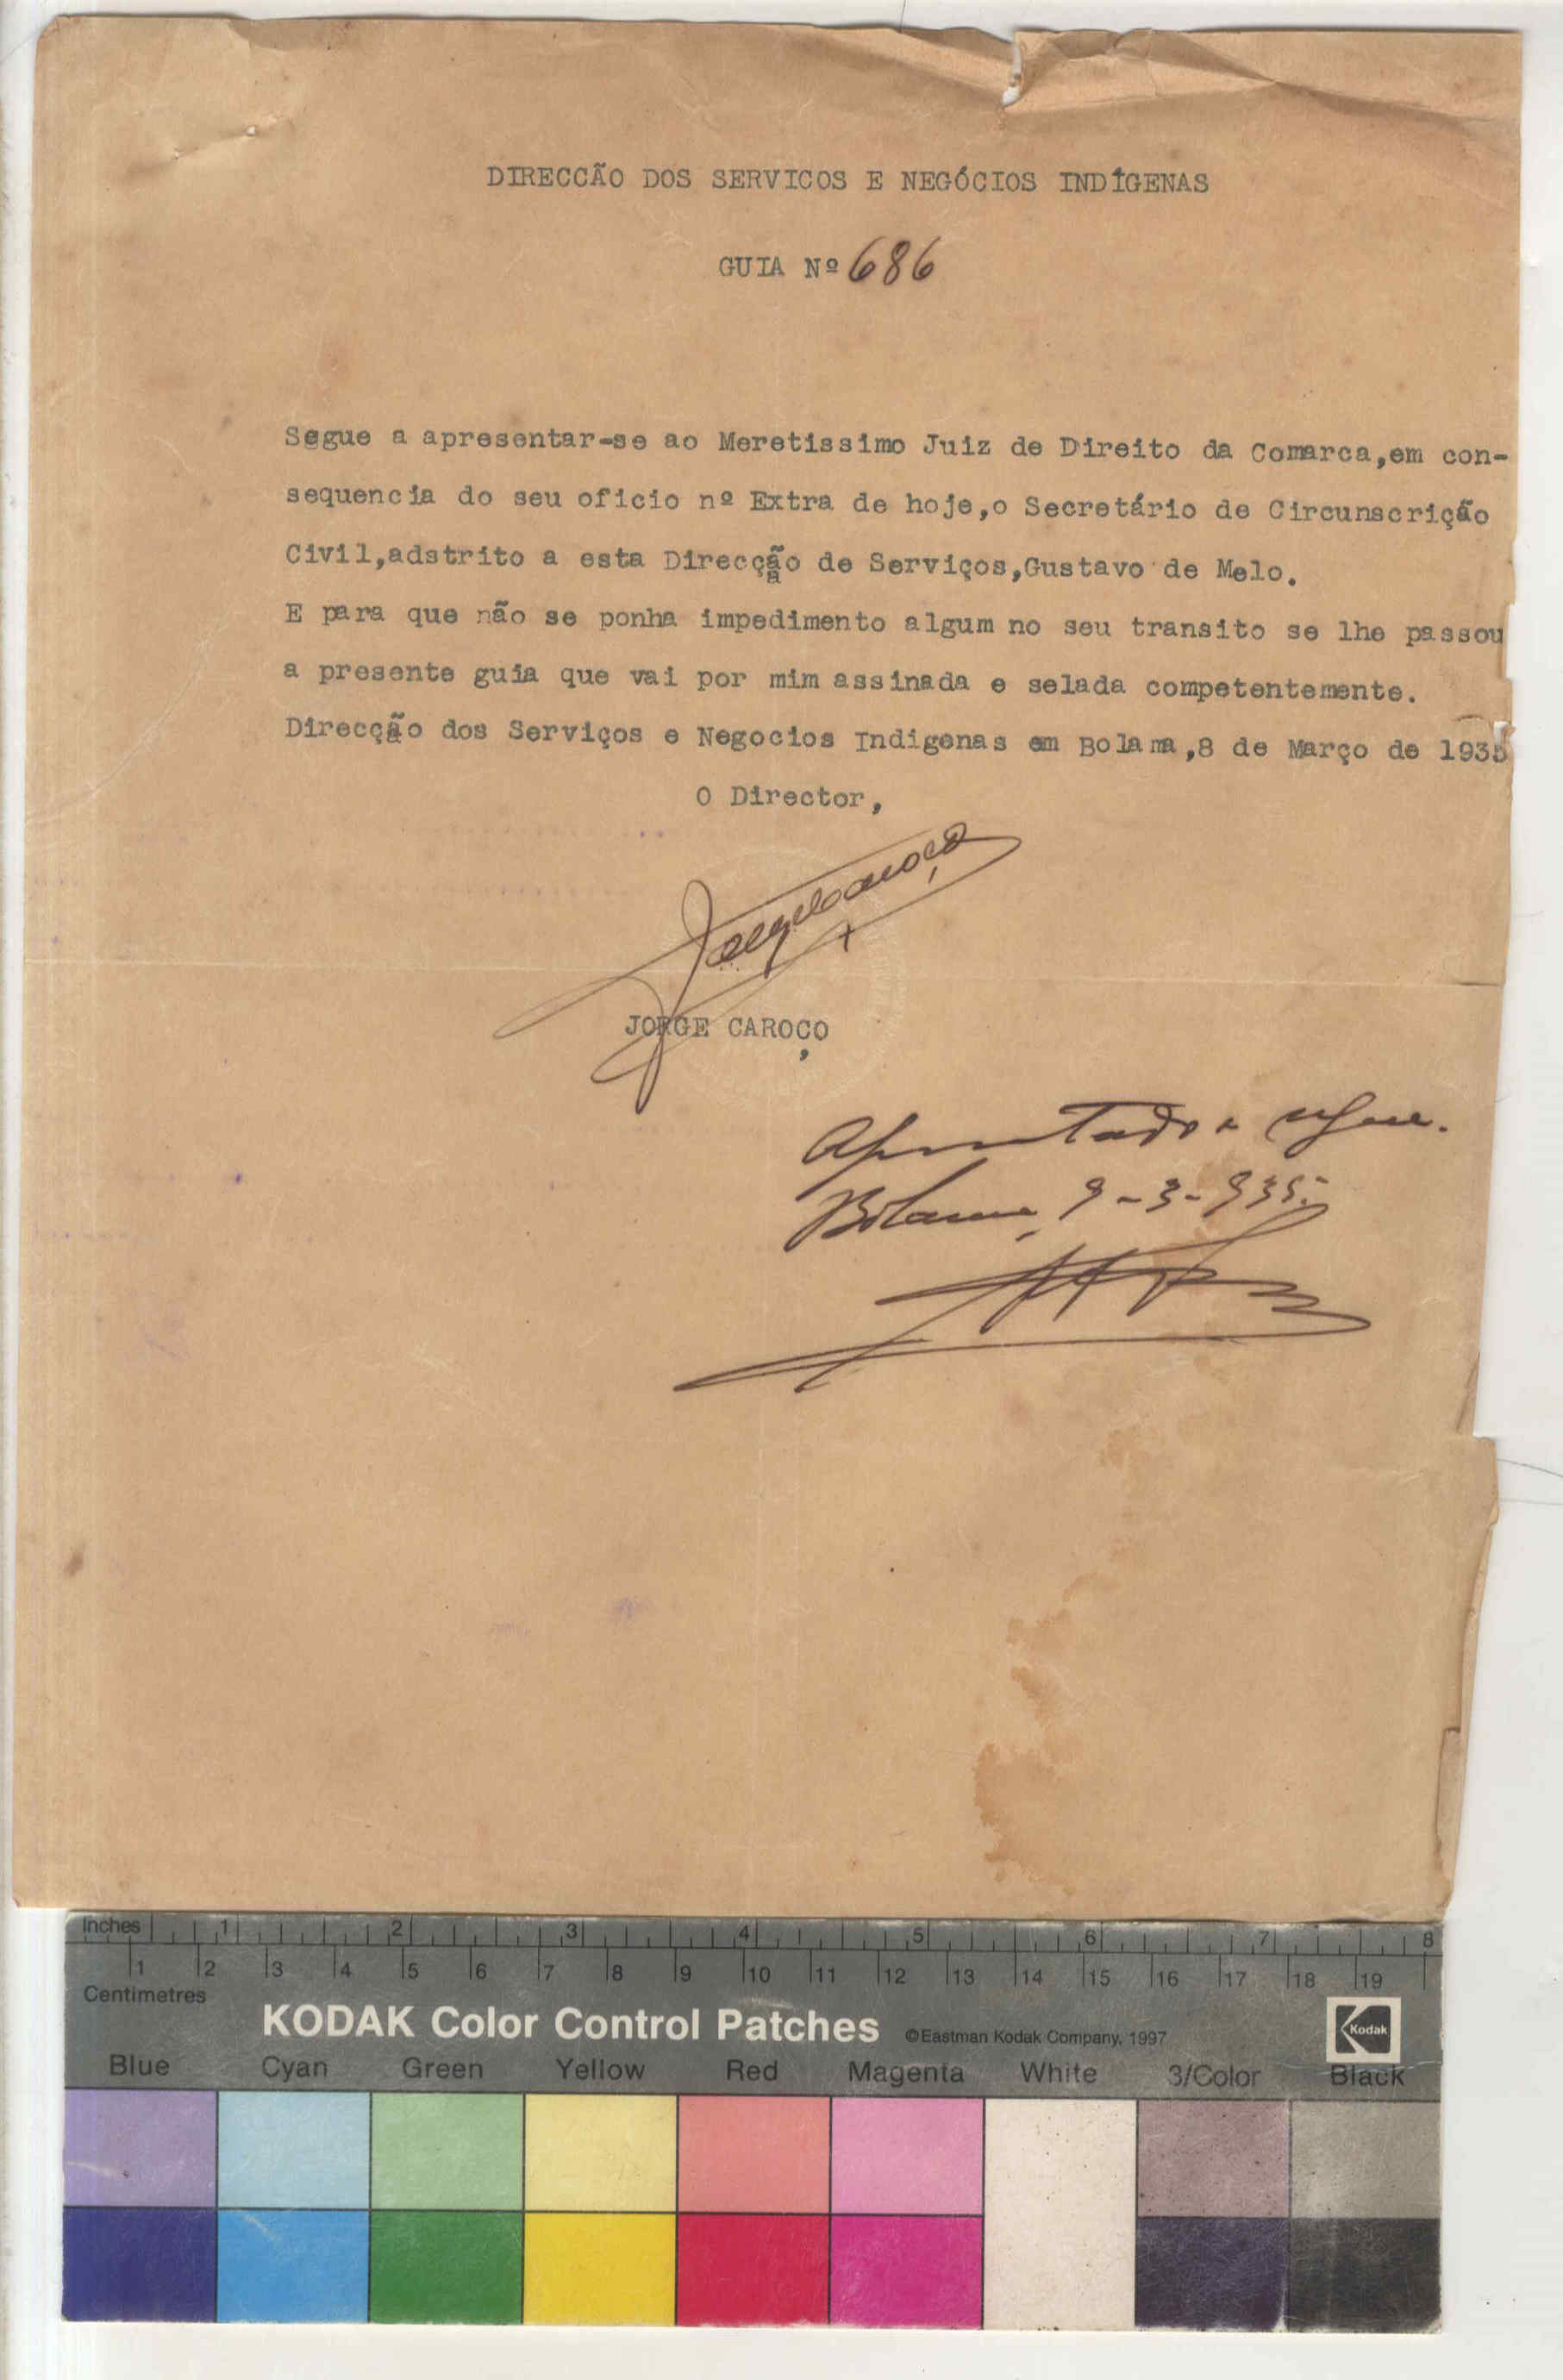 DIRECCÃO DOS SERVICOS E NEGÓCIOS INDÍGENAS
GUIA Nº 686
Segue a apresentar-se ao Meretissimo Juiz de Direito da Comarca,em con-
sequencia do seu oficio nº Extra de hoje,o Secretário de Circunscrição
Civil,adstrito a esta Direcção de Serviços,Gustavo de Melo.
E para que não se ponha impedimento algum no seu transito se lhe passou
a presente guia que vai por mim assinada e selada competentemente.
Direcção dos Serviços e Negocios Indigenas em Bolama,8 de Março de 1935
O Director,
JORGE CAROÇO
Apresentado e segue.
Bolama, 9-3-935.
Inches 1 2 3 4 5 6 7 8
1 2 3 4 5 6 7 8 9 10 11 12 13 14 15 16 17 18 19
Centimetres
KODAK Color Control Patches ©Eastman Kodak Company, 1997 Kodak
Blue Cyan Green Yellow Red Magenta White 3/Color Black